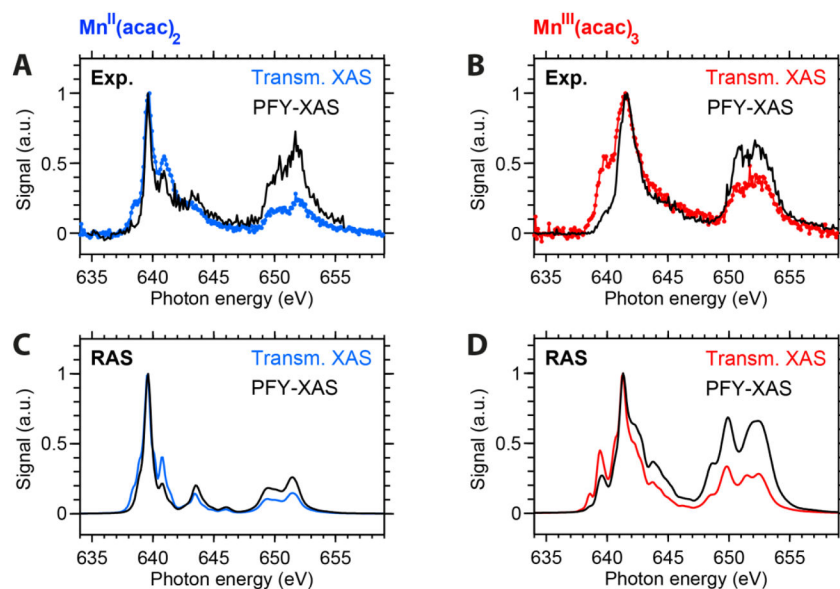 Mn^II(acac)_2
Mn^III(acac)_3
A
Exp.
Transm. XAS
PFY-XAS
1
0.5
0
Signal (a.u.)
635 640 645 650 655
Photon energy (eV)
B
Exp.
Transm. XAS
PFY-XAS
1
0.5
0
Signal (a.u.)
635 640 645 650 655
Photon energy (eV)
C
RAS
Transm. XAS
PFY-XAS
1
0.5
0
Signal (a.u.)
635 640 645 650 655
Photon energy (eV)
D
RAS
Transm. XAS
PFY-XAS
1
0.5
0
Signal (a.u.)
635 640 645 650 655
Photon energy (eV)